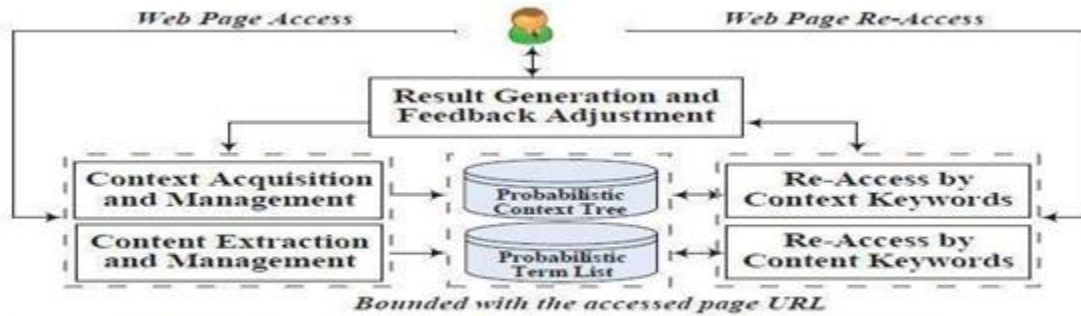 Web Page Access
Web Page Re-Access
Result Generation and
Feedback Adjustment
Context Acquisition
and Management
Probabilistic
Context Tree
Re-Access by
Context Keywords
Content Extraction
and Management
Probabilistic
Term List
Re-Access by
Content Keywords
Bounded with the accessed page URL